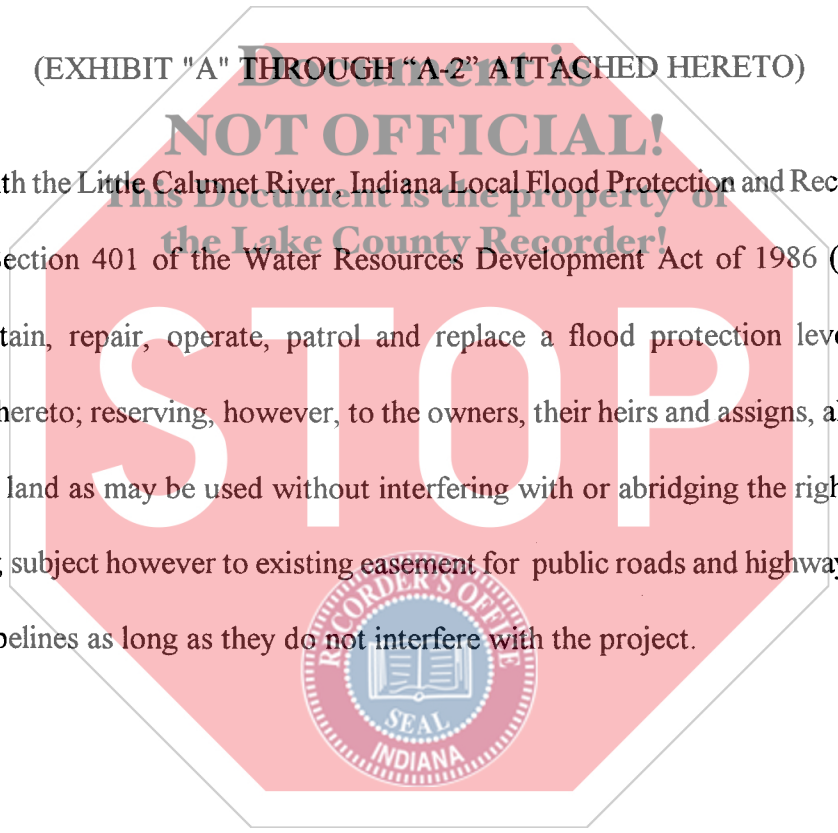 Document is
(EXHIBIT "A" THROUGH “A-2” ATTACHED HERETO)
NOT OFFICIAL!
th the Little Calumet River, Indiana Local Flood Protection and Rec
This Document is the property of
the Lake County Recorder!
ection 401 of the Water Resources Development Act of 1986 (
tain, repair, operate, patrol and replace a flood protection lev
hereto; reserving, however, to the owners, their heirs and assigns, a
STOP
land as may be used without interfering with or abridging the righ
subject however to existing easement for public roads and highway
RECORDER'S OFFICE
pelines as long as they do not interfere with the project.
SEAL
INDIANA